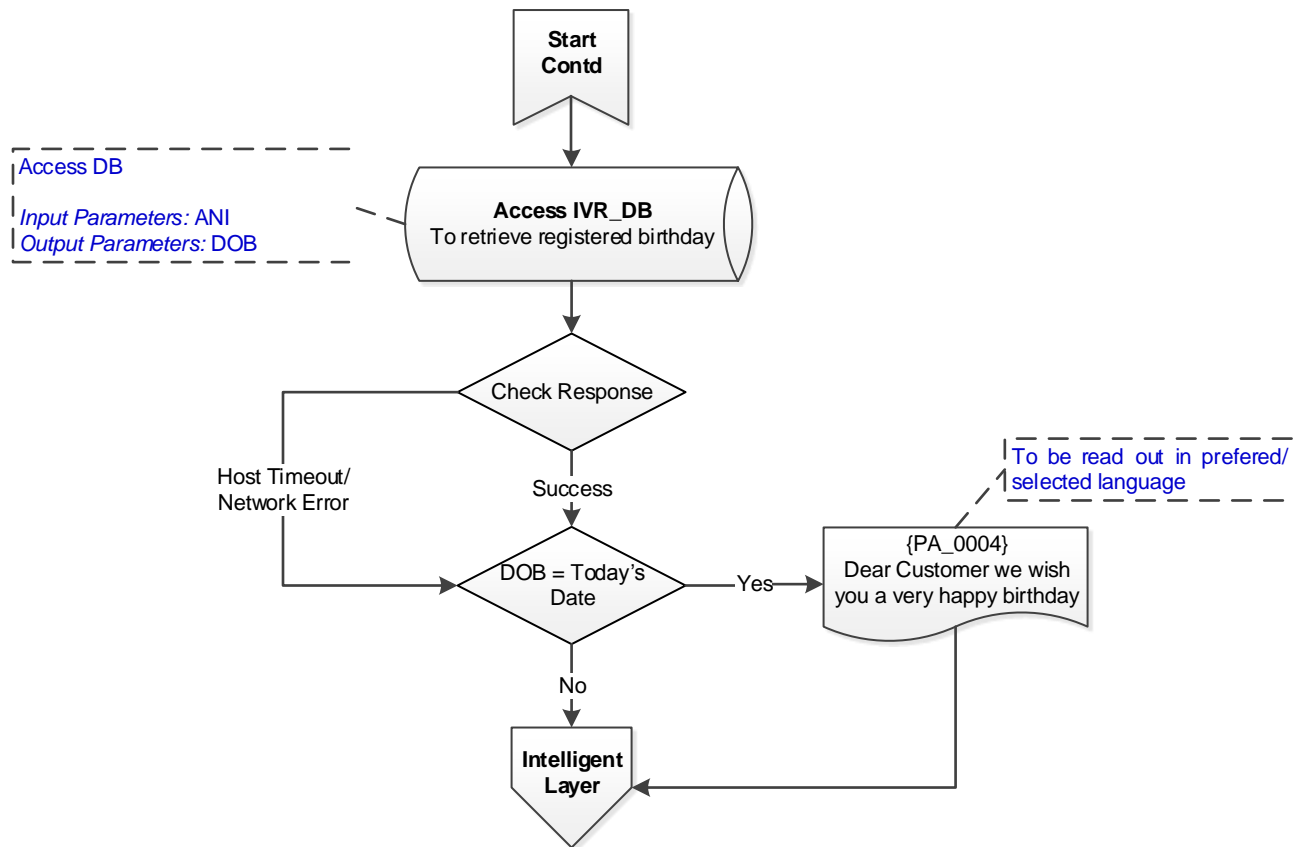 Start
Contd
Access DB
Input Parameters: ANI
Output Parameters: DOB
Access IVR_DB
To retrieve registered birthday
Check Response
Host Timeout/
Network Error
Success
To be read out in prefered/
selected language
DOB = Today's
Date
Yes
{PA_0004}
Dear Customer we wish
you a very happy birthday
No
Intelligent
Layer